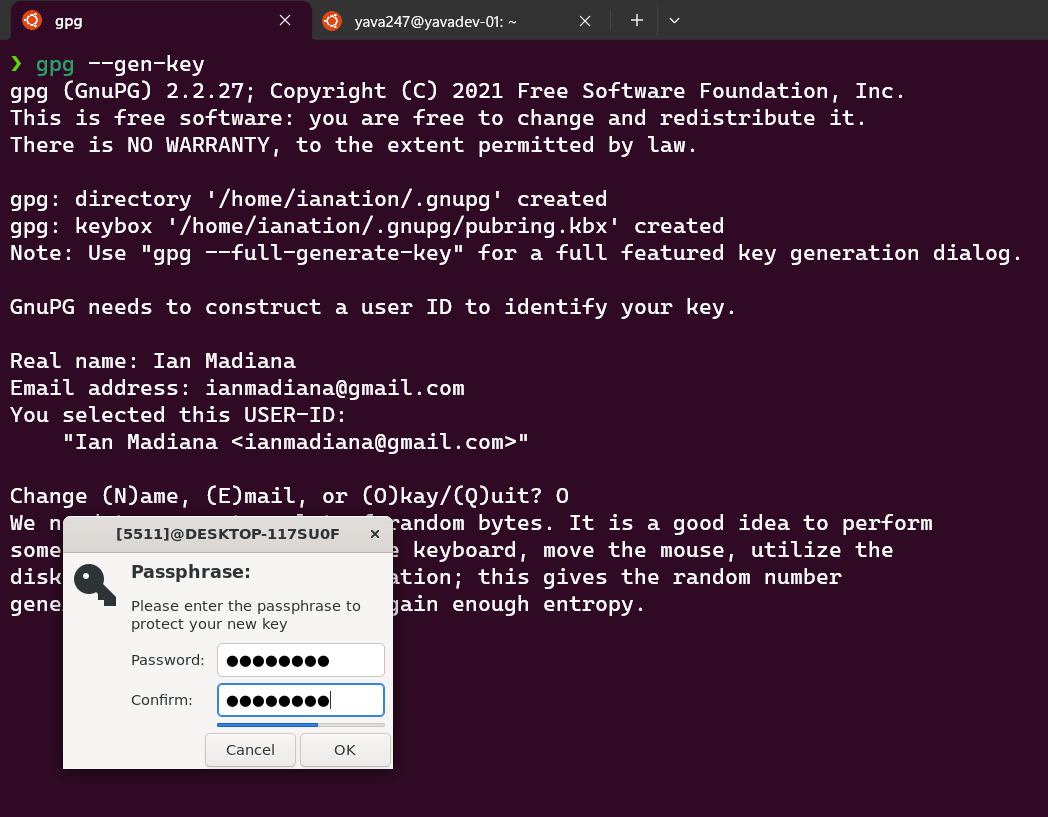 gpg
yava247@yavadev-01: ~
❯ gpg --gen-key
gpg (GnuPG) 2.2.27; Copyright (C) 2021 Free Software Foundation, Inc.
This is free software: you are free to change and redistribute it.
There is NO WARRANTY, to the extent permitted by law.
gpg: directory '/home/ianation/.gnupg' created
gpg: keybox '/home/ianation/.gnupg/pubring.kbx' created
Note: Use "gpg --full-generate-key" for a full featured key generation dialog.
GnuPG needs to construct a user ID to identify your key.
Real name: Ian Madiana
Email address: ianmadiana@gmail.com
You selected this USER-ID:
"Ian Madiana <ianmadiana@gmail.com>"
Change (N)ame, (E)mail, or (O)kay/(Q)uit? O
We random bytes. It is a good idea to perform
some keyboard, move the mouse, utilize the
disk this gives the random number
gain enough entropy.
[5511]@DESKTOP-117SU0F
Passphrase:
Please enter the passphrase to
protect your new key
Password: ●●●●●●●●
Confirm: ●●●●●●●●
Cancel
OK